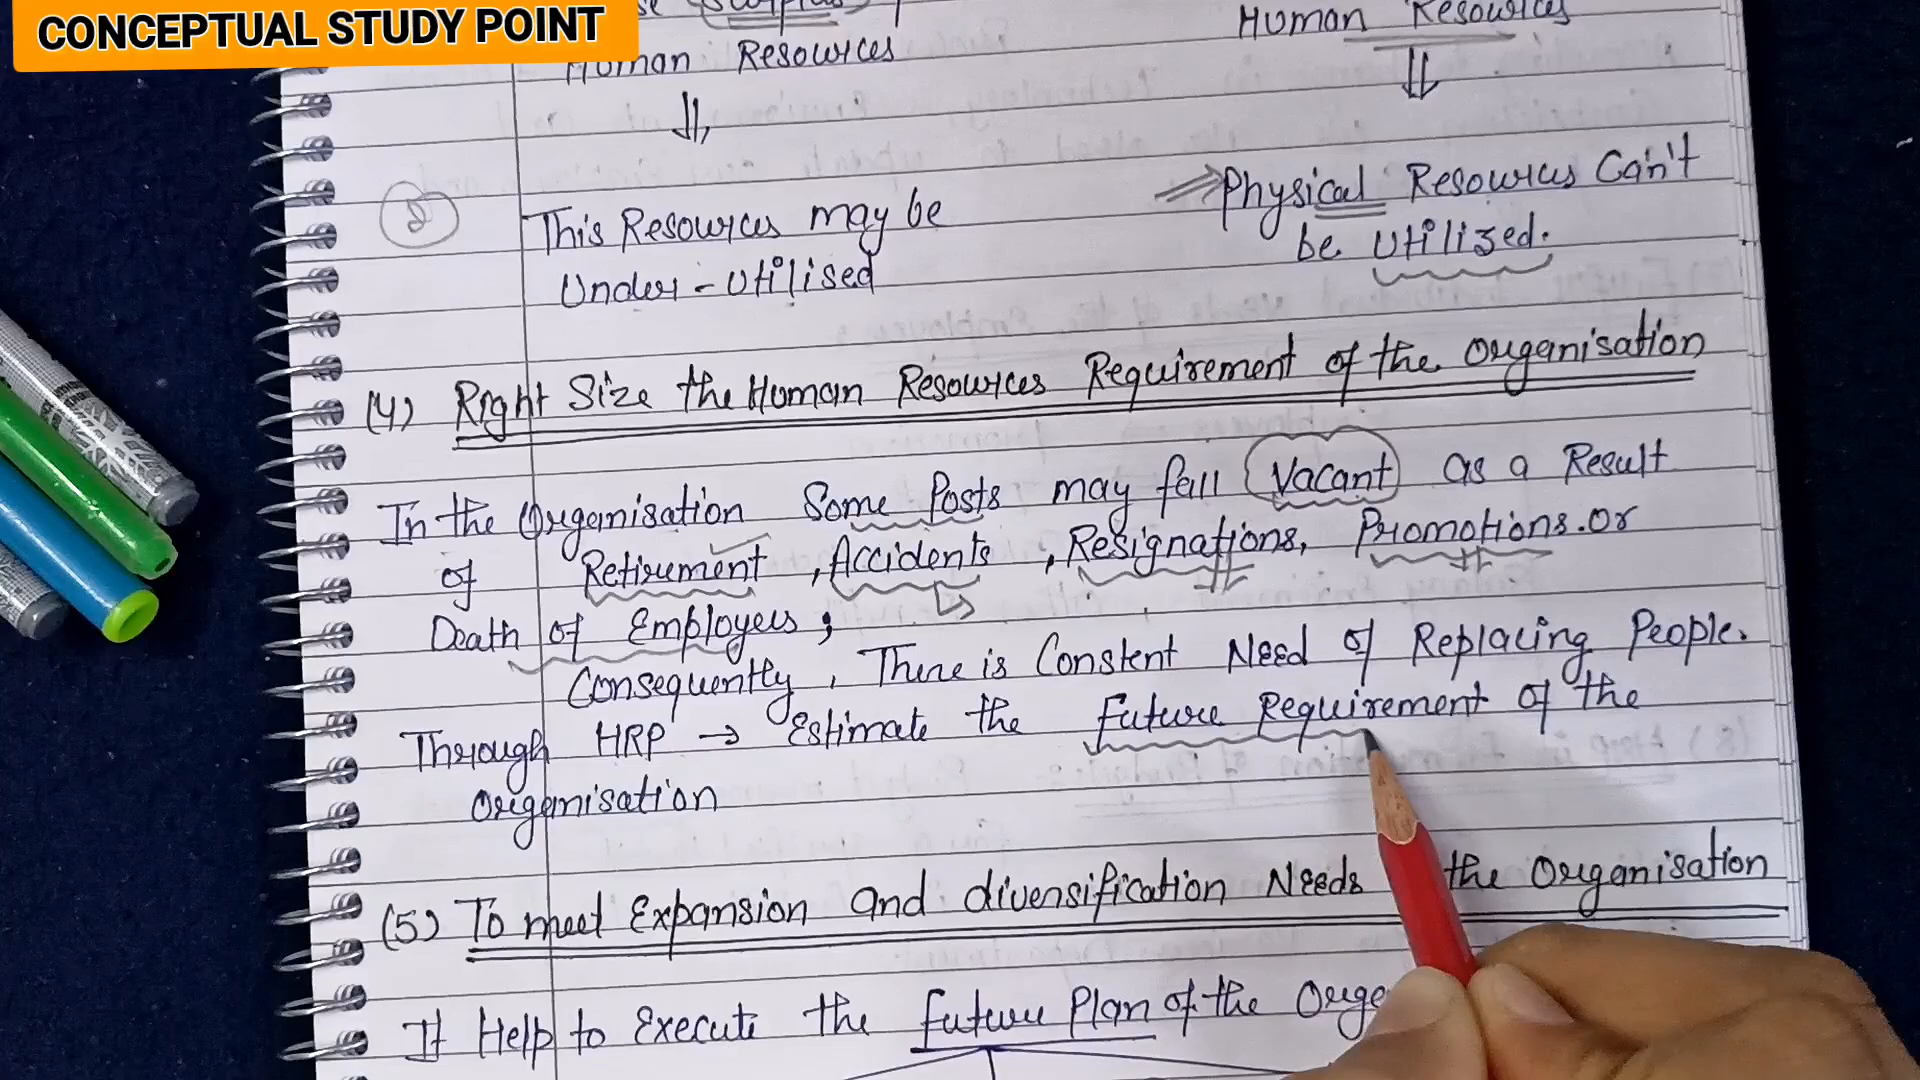 CONCEPTUAL STUDY POINT
Human Resources
Human Resources
This Resources may be
Under-Utilised
Physical Resources Can't
be Utilised.
(4) Right Size the Human Resources Requirement of the Organisation
In the Organisation Some Posts may fall Vacant as a Result
of Retirement, Accidents, Resignations, Promotions. or
Death of Employees;
Consequently, There is Constent Need of Replacing People.
Through HRP → Estimate the future Requirement of the
Organisation
(5) To meet Expansion and diversification Needs the Organisation
It Help to Execute the future Plan of the